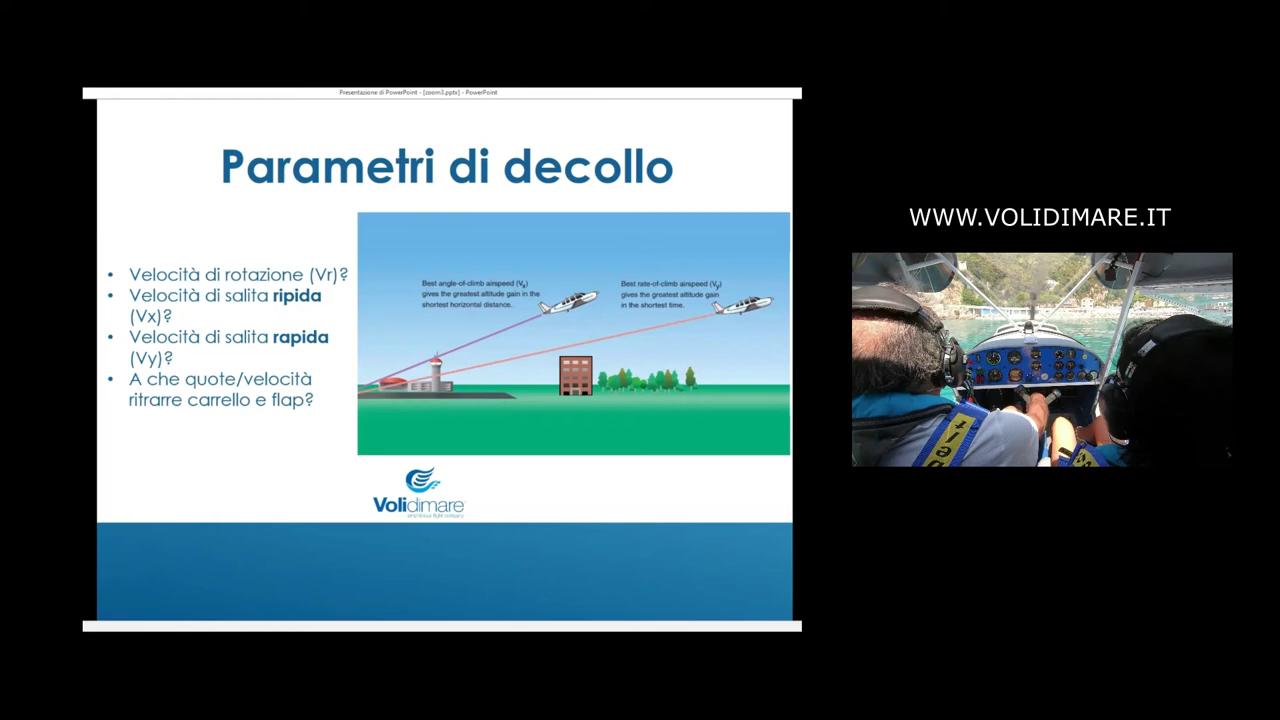 Presentazione di PowerPoint - [zoom3.pptx] - PowerPoint
Parametri di decollo
• Velocità di rotazione (Vr)?
• Velocità di salita ripida
(Vx)?
• Velocità di salita rapida
(Vy)?
• A che quote/velocità
ritrarre carrello e flap?
Best angle-of-climb airspeed (Vx)
gives the greatest altitude gain in the
shortest horizontal distance.
Best rate-of-climb airspeed (Vy)
gives the greatest altitude gain
in the shortest time.
Volidimare
WWW.VOLIDIMARE.IT